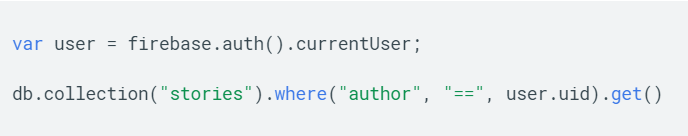 var user = firebase.auth().currentUser;
db.collection("stories").where("author", "==", user.uid).get()